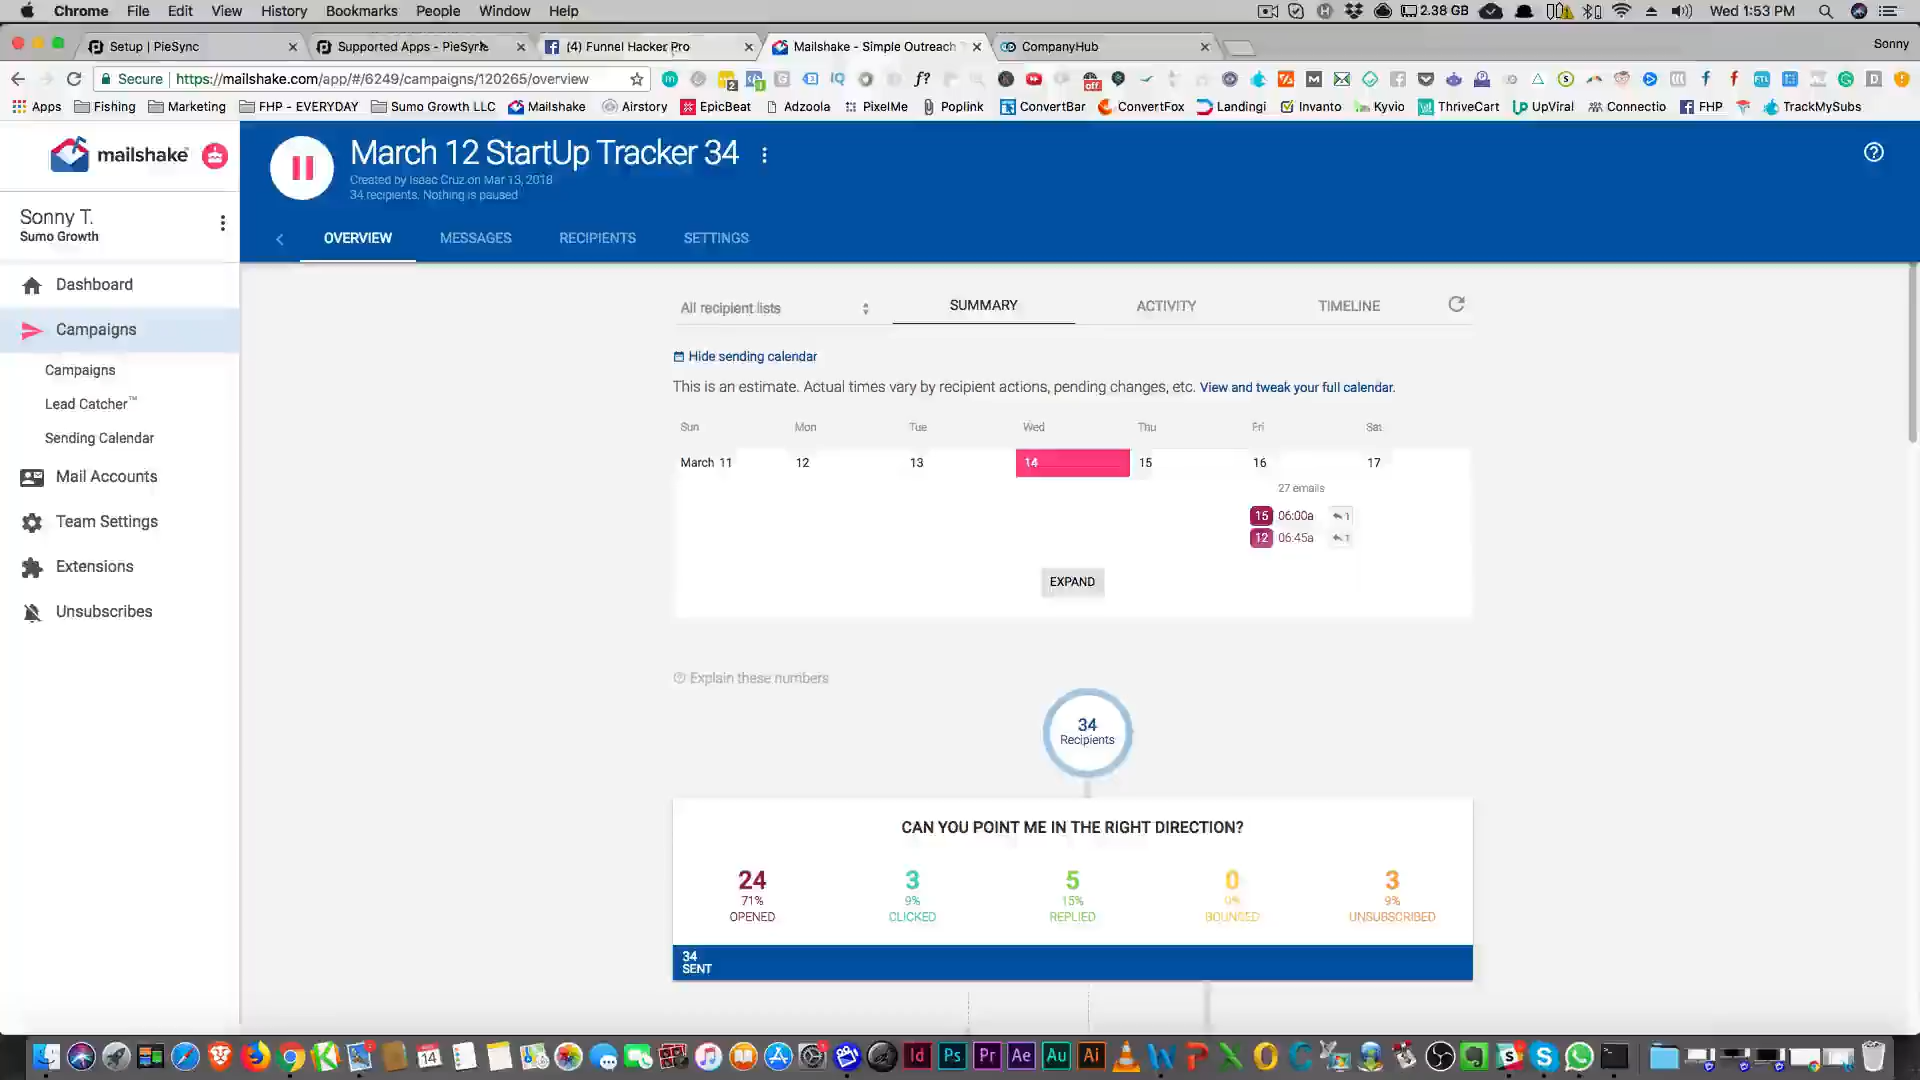 Chrome File Edit View History Bookmarks People Window Help
2.38 GB
Wed 1:53 PM
Setup | PieSync
Supported Apps - PieSync
(4) Funnel Hacker Pro
Mailshake - Simple Outreach
CompanyHub
Sonny
Secure
https://mailshake.com/app/#/6249/campaigns/120265/overview
Apps Fishing Marketing FHP - EVERYDAY Sumo Growth LLC Mailshake Airstory EpicBeat Adzoola PixelMe Poplink ConvertBar ConvertFox Landingi Invanto Kyvio ThriveCart UpViral Connectio FHP TrackMySubs
mailshake
March 12 StartUp Tracker 34
Created by Isaac Cruz on Mar 13, 2018
34 recipients. Nothing is paused
Sonny T.
Sumo Growth
OVERVIEW MESSAGES RECIPIENTS SETTINGS
Dashboard
Campaigns
Campaigns
Lead Catcher™
Sending Calendar
Mail Accounts
Team Settings
Extensions
Unsubscribes
All recipient lists
SUMMARY ACTIVITY TIMELINE
Hide sending calendar
This is an estimate. Actual times vary by recipient actions, pending changes, etc. View and tweak your full calendar.
Sun Mon Tue Wed Thu Fri Sat
March 11 12 13 14 15 16 17
27 emails
15 06:00a 1
12 06:45a 1
EXPAND
Explain these numbers
34
Recipients
CAN YOU POINT ME IN THE RIGHT DIRECTION?
24 3 5 0 3
71% 9% 15% 0% 9%
OPENED CLICKED REPLIED BOUNCED UNSUBSCRIBED
34
SENT
14
Id Ps Pr Ae Au Ai